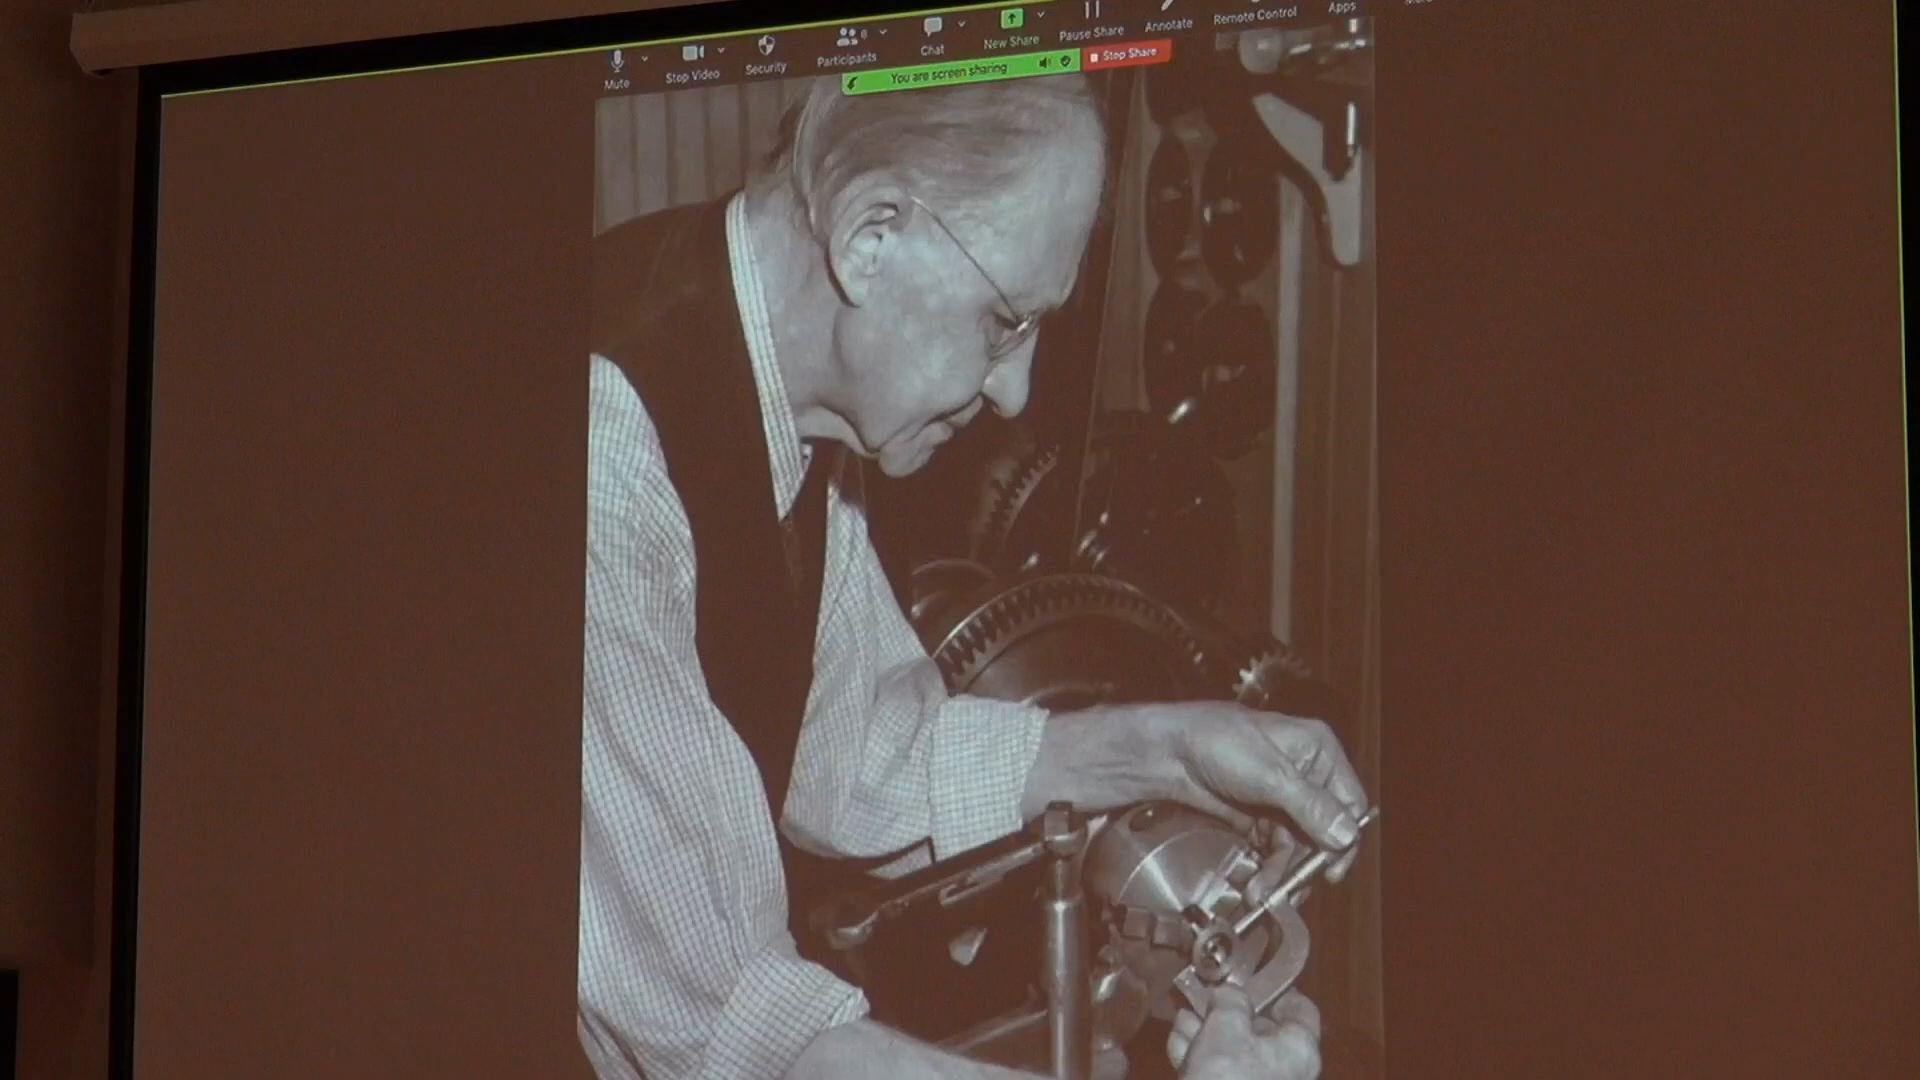 Mute
Stop Video
Security
Participants
6
Chat
New Share
Pause Share
Annotate
Remote Control
Apps
You are screen sharing
Stop Share